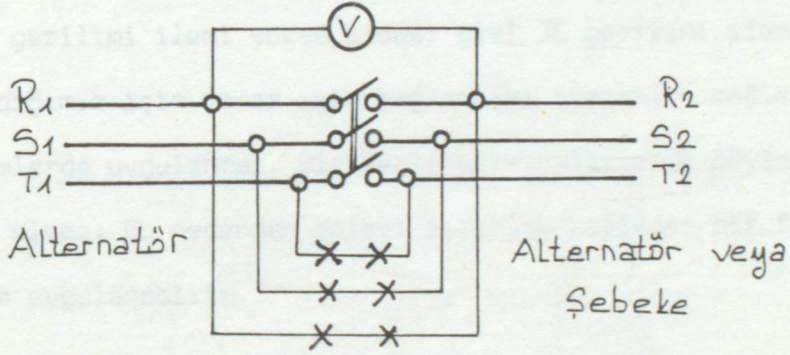 V
R1 R2
S1 S2
T1 T2
Alternatör Alternatör veya
Şebeke